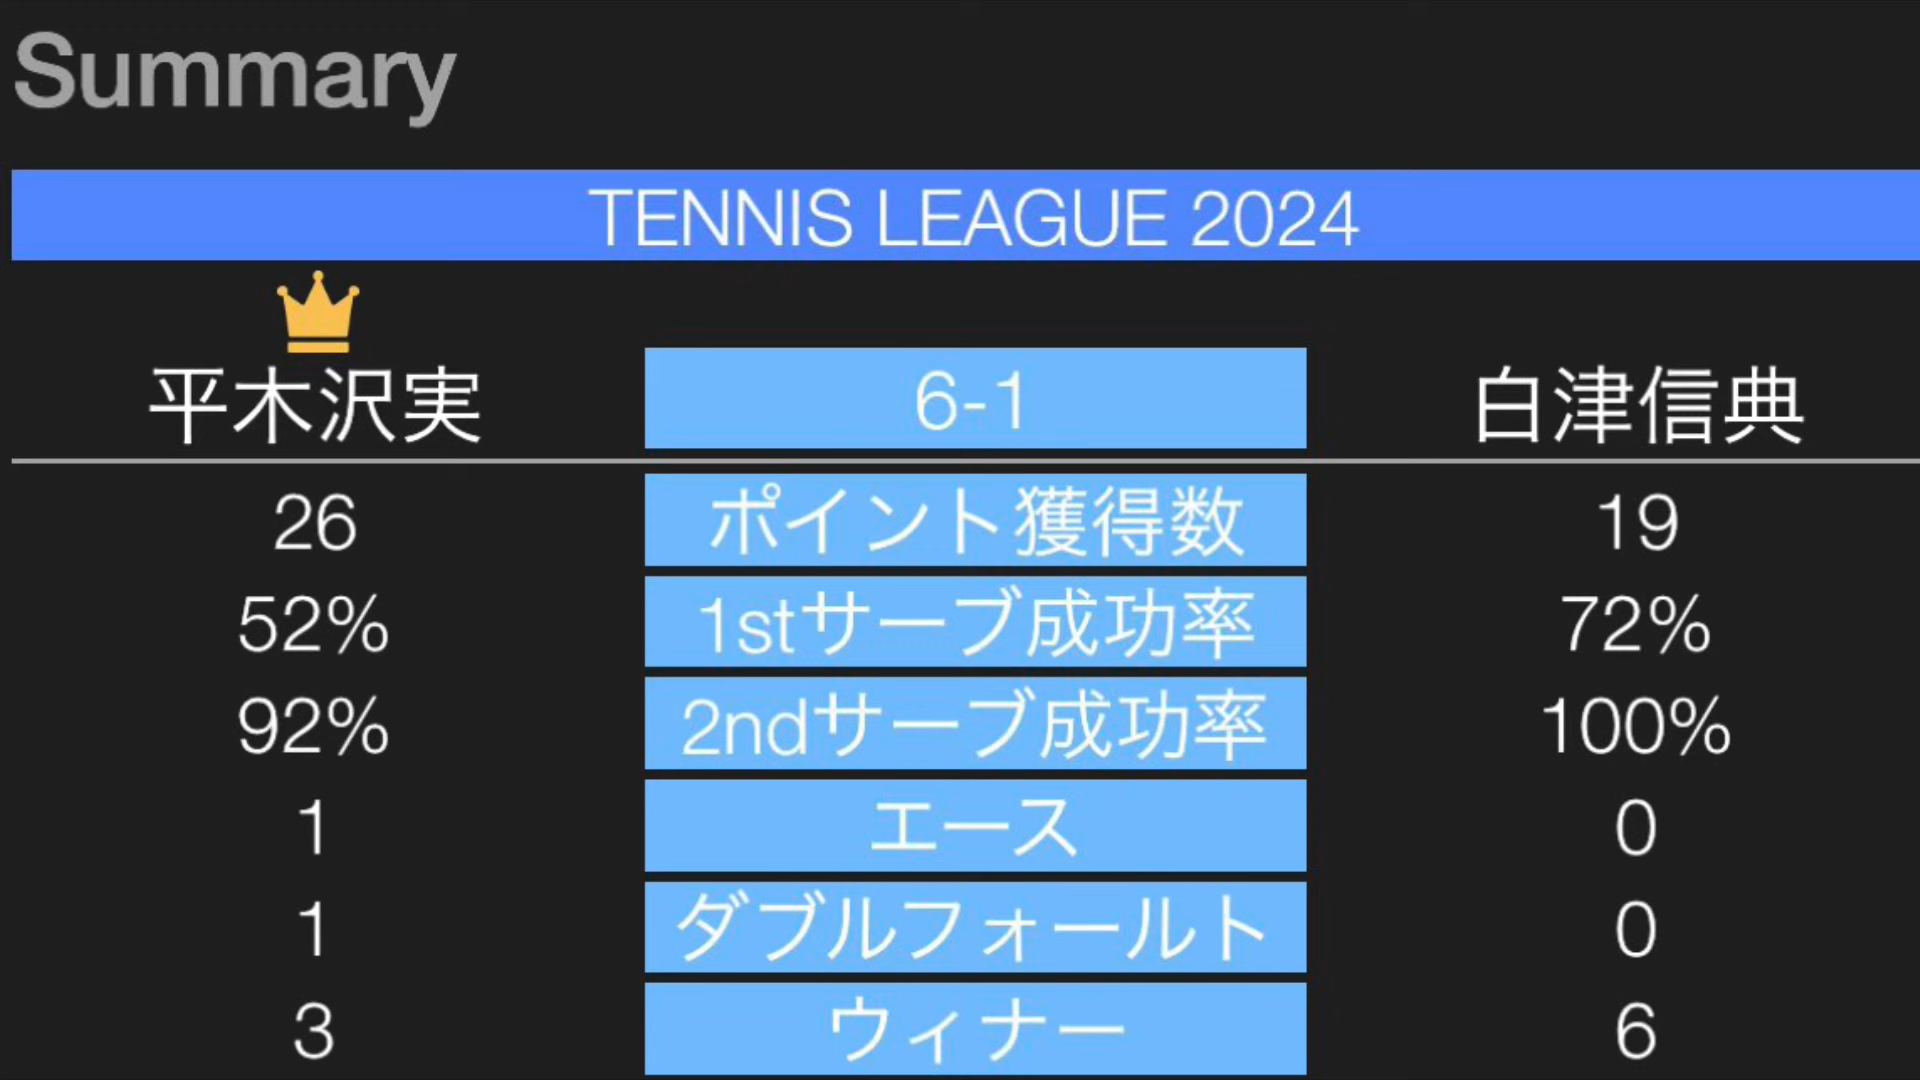 Summary
TENNIS LEAGUE 2024
平木沢実 6-1 白津信典
26 ポイント獲得数 19
52% 1stサーブ成功率 72%
92% 2ndサーブ成功率 100%
1 エース 0
1 ダブルフォールト 0
3 ウィナー 6